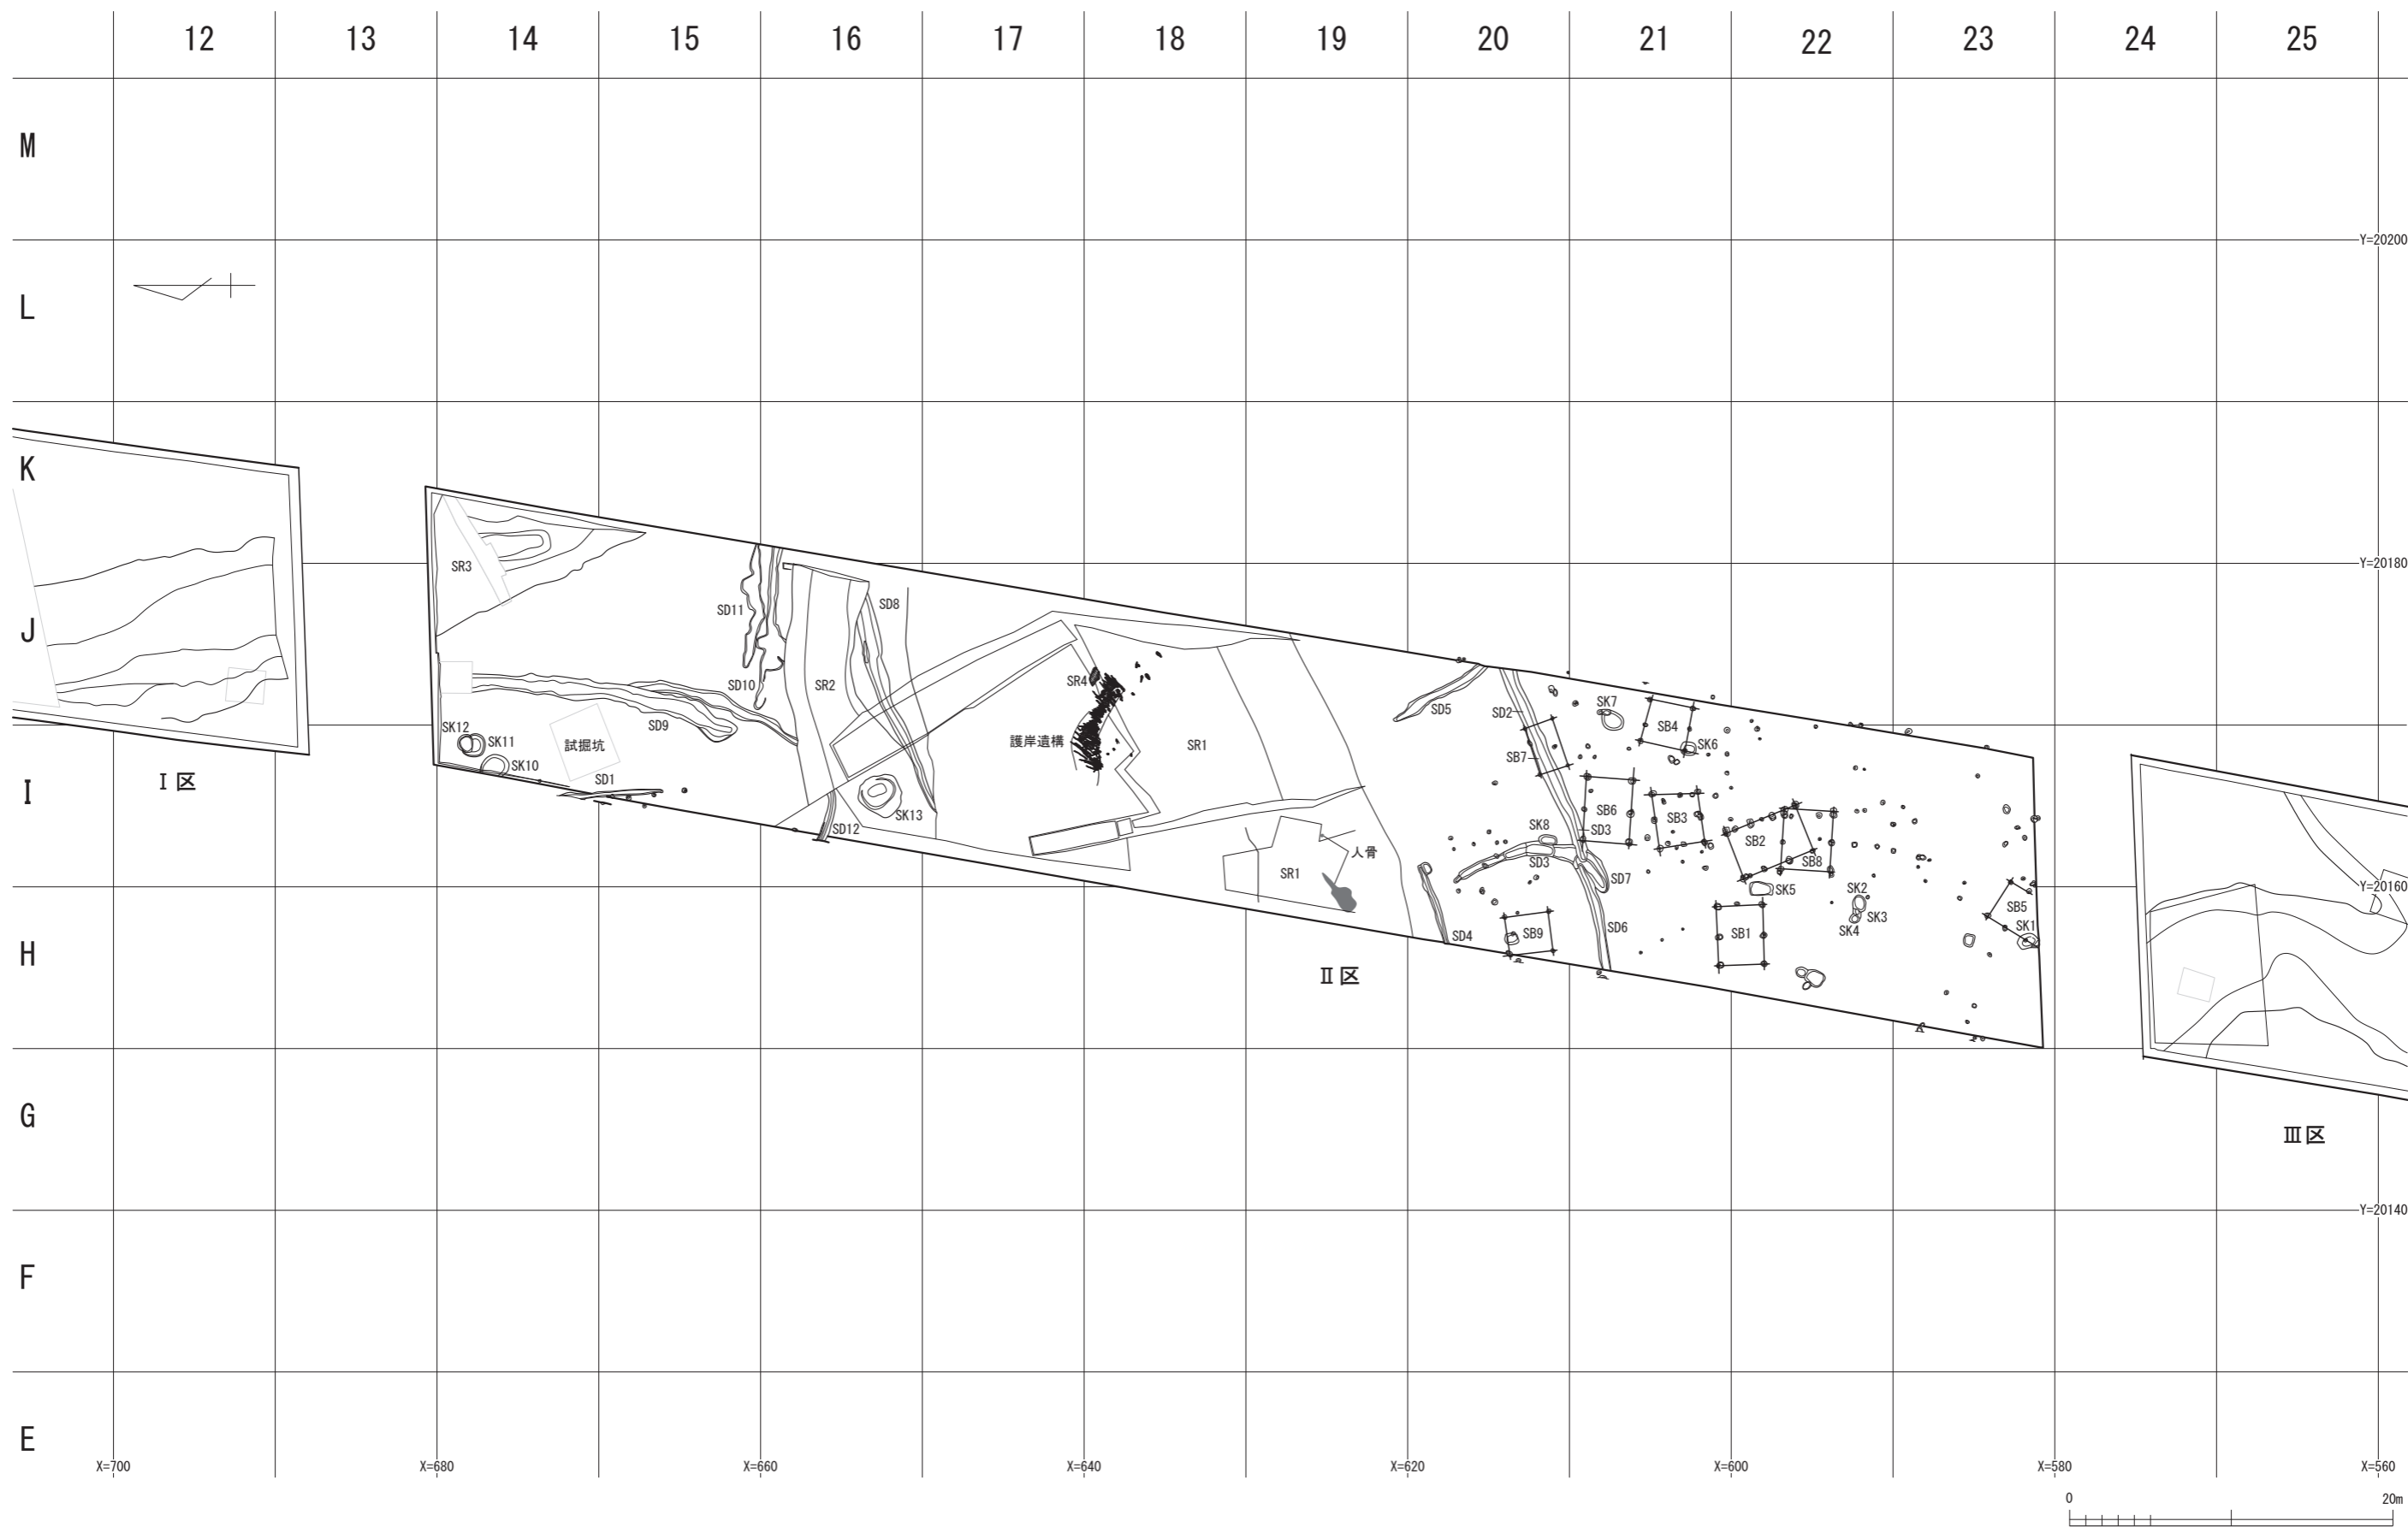 12 13 14 15 16 17 18 19 20 21 22 23 24 25
M
Y=20200
L
K
SR3
Y=20180
SD11
SD8
J
SD10
SR2
SR4
SD9
SD5
SD2
SK7
SB4
SK12
SK11
試掘坑
護岸遺構
SR1
SK6
SK10
SB7
Ⅰ区
SD1
I
SK13
SB6
SB3
SD12
SK8
SD3
SB2
人骨
SD3
SB8
SR1
SD7
SK5
SK2
Y=20160
SB5
SK3
SK1
SK4
SD6
SD4
SB9
SB1
H
Ⅱ区
G
Ⅲ区
Y=20140
F
E
X=700 X=680 X=660 X=640 X=620 X=600 X=580 X=560
0 20m